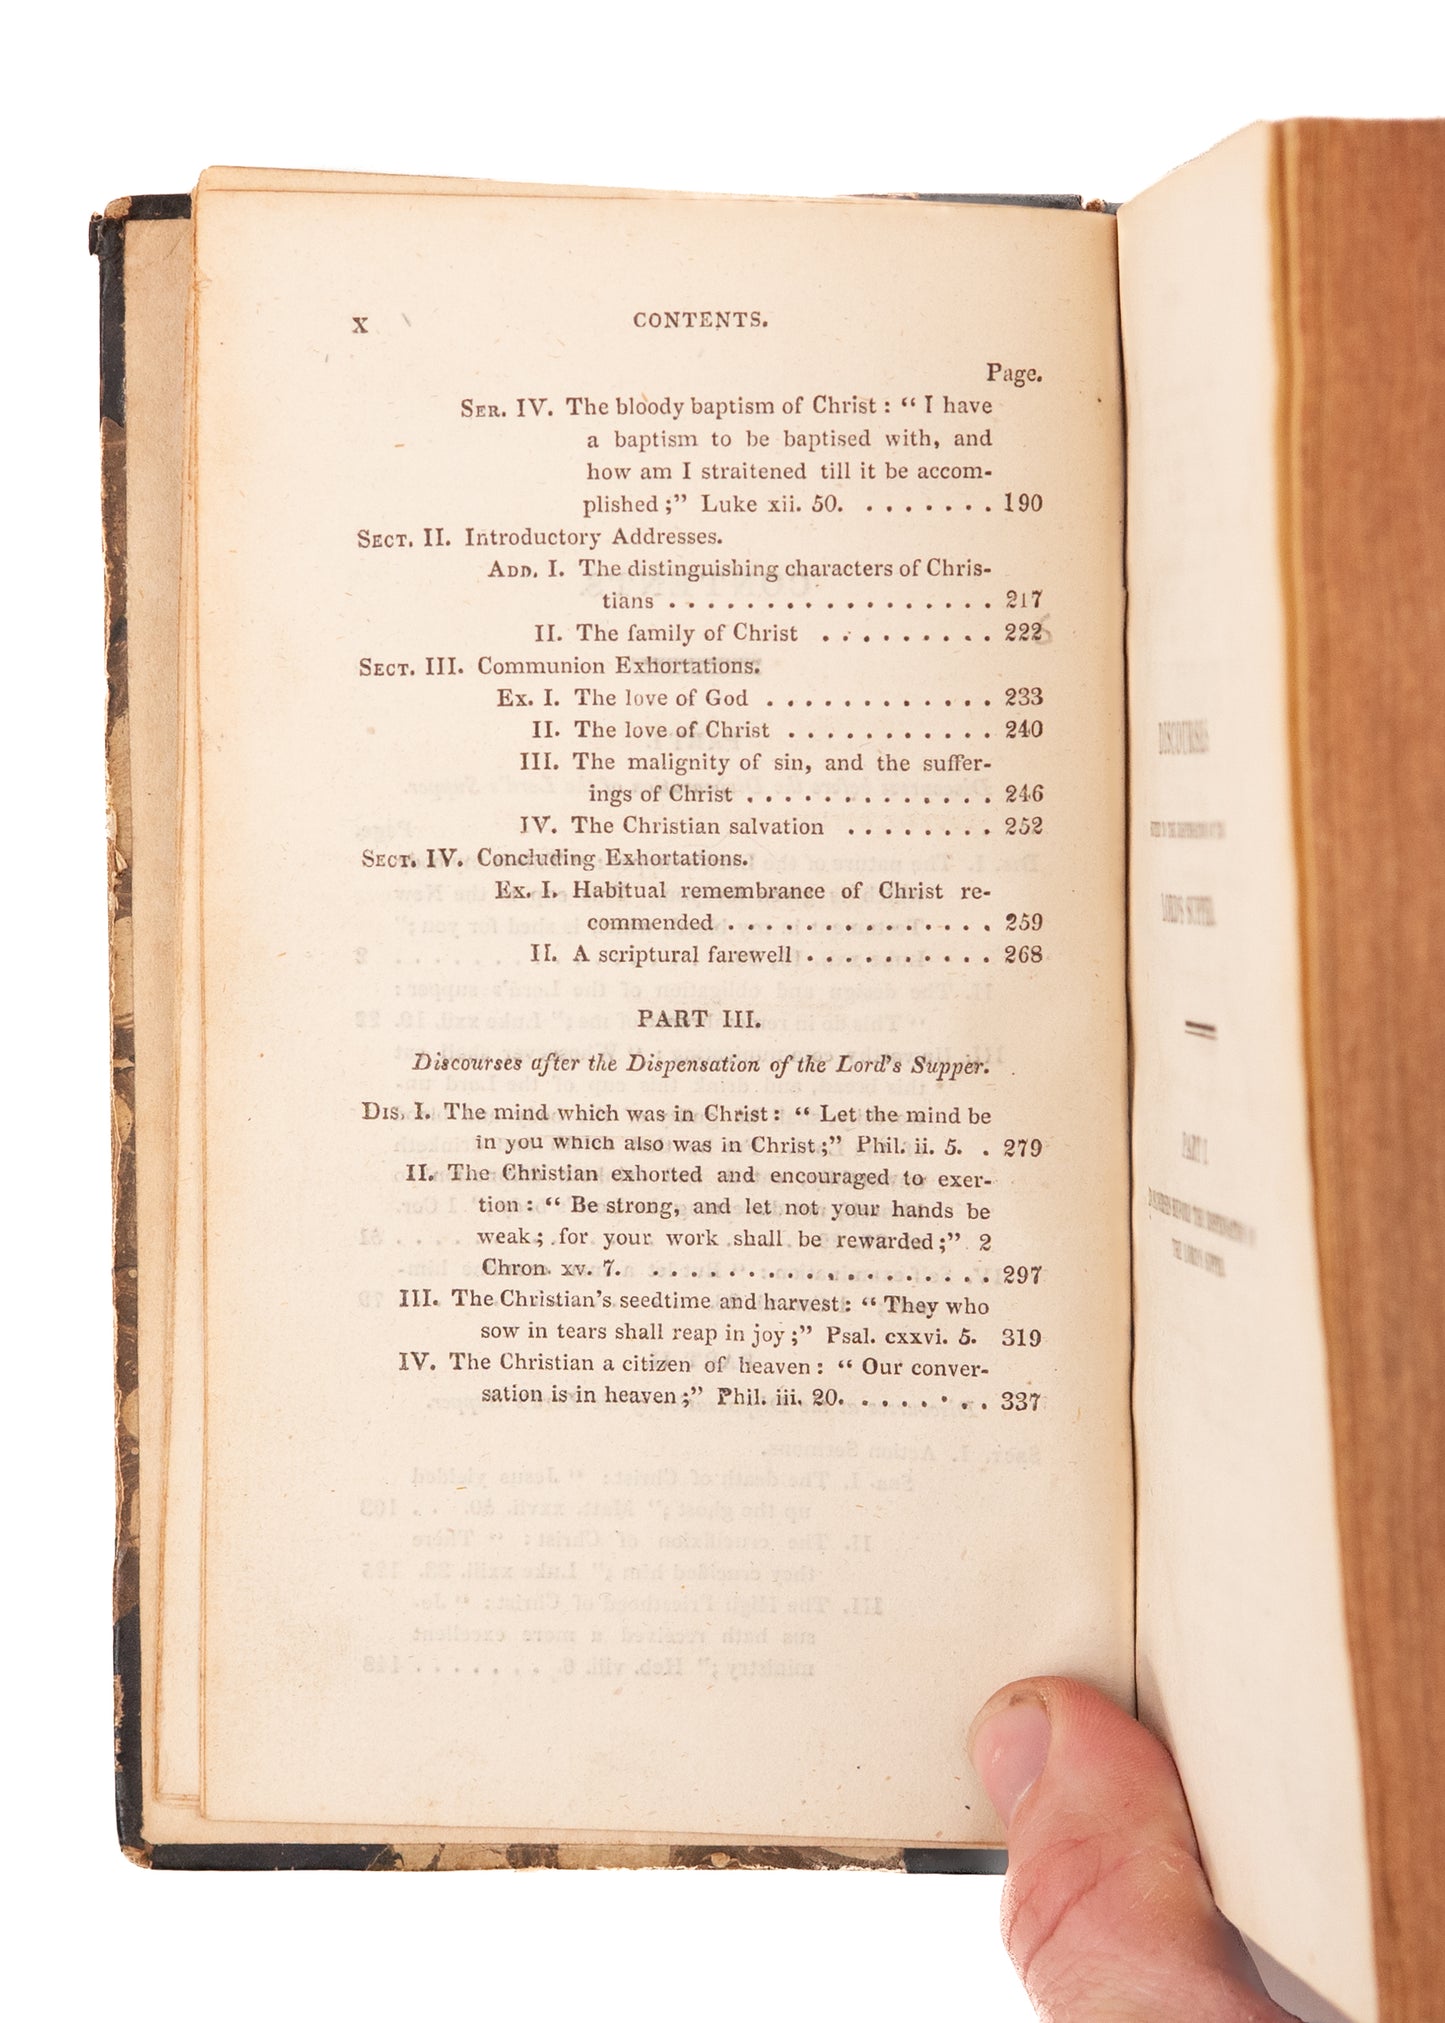 x CONTENTS.
Page.
SER. IV. The bloody baptism of Christ: “ I have
a baptism to be baptised with, and
how am I straitened till it be accom-
plished;” Luke xii. 50. . . . . . . . 190
SECT. II. Introductory Addresses.
ADD. I. The distinguishing characters of Chris-
tians . . . . . . . . . . . . . . . . . 217
II. The family of Christ . . . . . . . . . 222
SECT. III. Communion Exhortations.
Ex. I. The love of God . . . . . . . . . . . . 233
II. The love of Christ . . . . . . . . . . . 240
III. The malignity of sin, and the suffer-
ings of Christ . . . . . . . . . . . . . 246
IV. The Christian salvation . . . . . . . . 252
SECT. IV. Concluding Exhortations.
Ex. I. Habitual remembrance of Christ re-
commended . . . . . . . . . . . . . . 259
II. A scriptural farewell . . . . . . . . . . 268
PART III.
Discourses after the Dispensation of the Lord’s Supper.
DIS. I. The mind which was in Christ: “ Let the mind be
in you which also was in Christ;” Phil. ii. 5. . 279
II. The Christian exhorted and encouraged to exer-
tion: “ Be strong, and let not your hands be
weak; for your work shall be rewarded;” 2
Chron. xv. 7. . . . . . . . . . . . . . . . . . . 297
III. The Christian’s seedtime and harvest: “ They who
sow in tears shall reap in joy;” Psal. cxxvi. 5. 319
IV. The Christian a citizen of heaven: “ Our conver-
sation is in heaven;” Phil. iii. 20. . . . . . . . 337